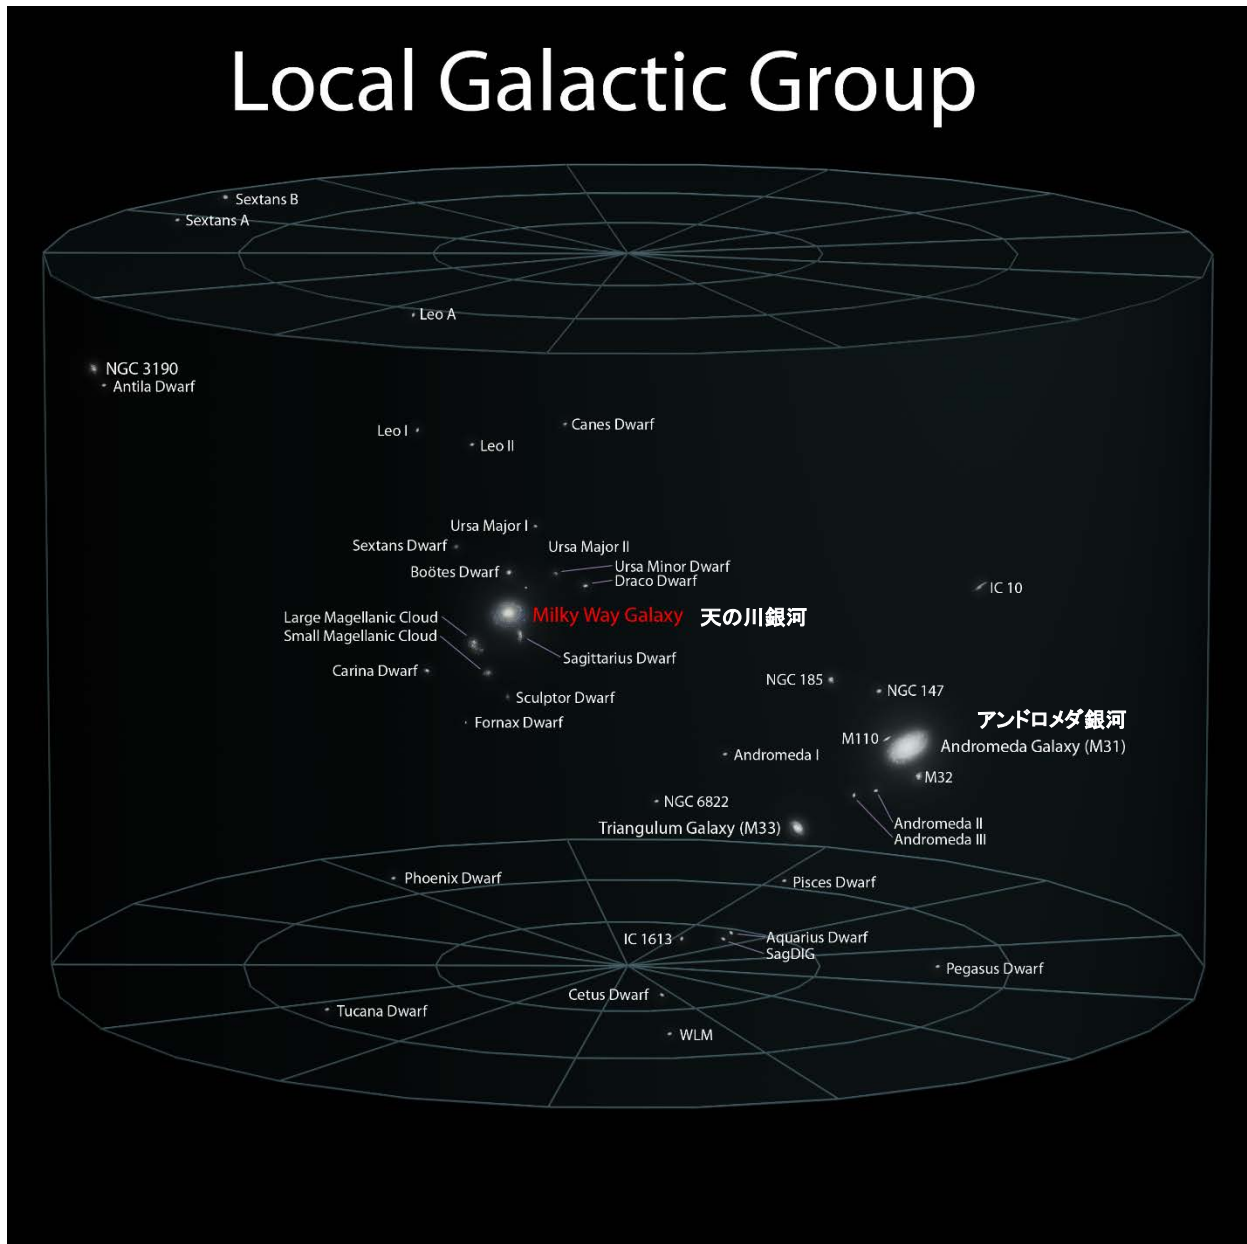 Local Galactic Group
Sextans B
Sextans A
Leo A
NGC 3190
Antila Dwarf
Canes Dwarf
Leo I
Leo II
Ursa Major I
Sextans Dwarf
Ursa Major II
Ursa Minor Dwarf
Boötes Dwarf
Draco Dwarf
IC 10
Milky Way Galaxy 天の川銀河
Large Magellanic Cloud
Small Magellanic Cloud
Sagittarius Dwarf
Carina Dwarf
NGC 185
NGC 147
Sculptor Dwarf
Fornax Dwarf
アンドロメダ銀河
M110
Andromeda Galaxy (M31)
Andromeda I
M32
NGC 6822
Andromeda II
Triangulum Galaxy (M33)
Andromeda III
Phoenix Dwarf
Pisces Dwarf
IC 1613
Aquarius Dwarf
SagDIG
Pegasus Dwarf
Cetus Dwarf
Tucana Dwarf
WLM